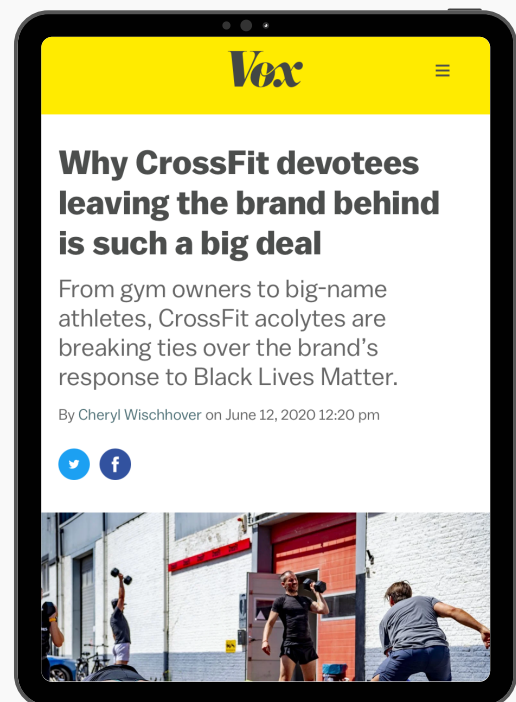 Vox
Why CrossFit devotees
leaving the brand behind
is such a big deal
From gym owners to big-name
athletes, CrossFit acolytes are
breaking ties over the brand's
response to Black Lives Matter.
By Cheryl Wischhover on June 12, 2020 12:20 pm